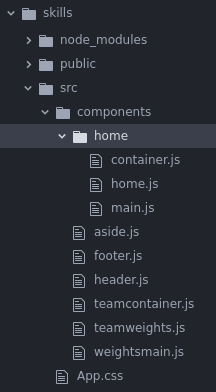 skills
node_modules
public
src
components
home
container.js
home.js
main.js
aside.js
footer.js
header.js
teamcontainer.js
teamweights.js
weightsmain.js
App.css